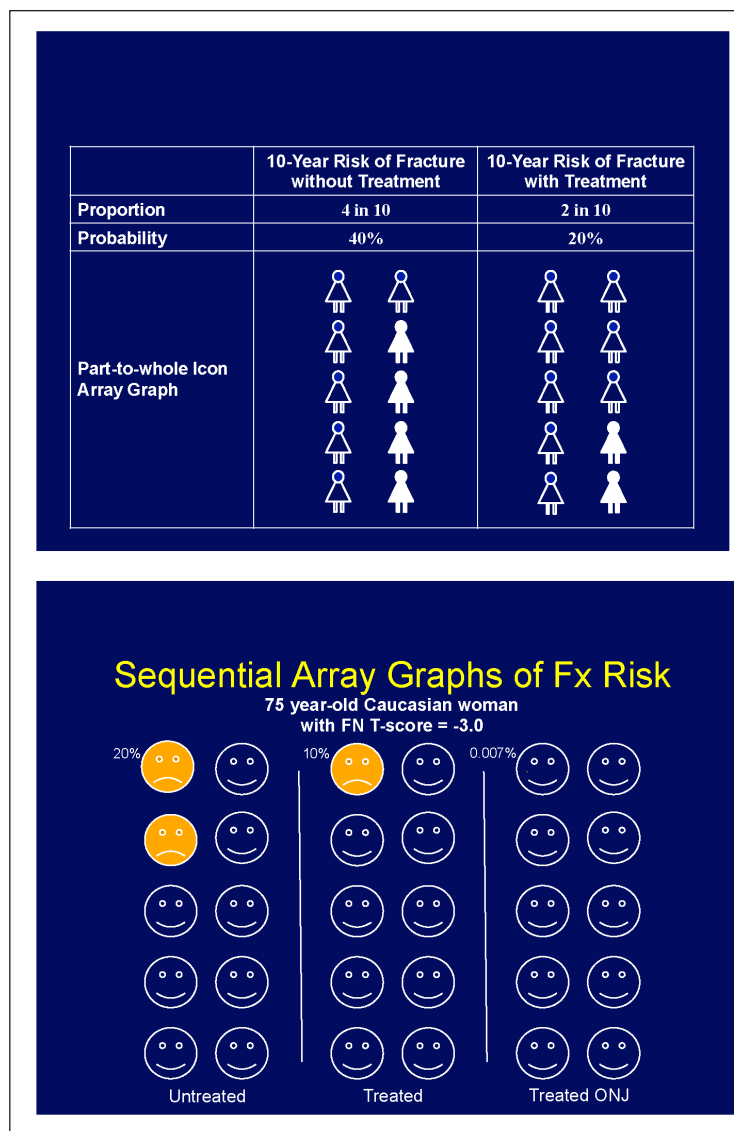 10-Year Risk of Fracture without Treatment
10-Year Risk of Fracture with Treatment
Proportion
4 in 10
2 in 10
Probability
40%
20%
Part-to-whole Icon
Array Graph
Sequential Array Graphs of Fx Risk
75 year-old Caucasian woman
with FN T-score = -3.0
20%
10%
0.007%
Untreated
Treated
Treated ONJ